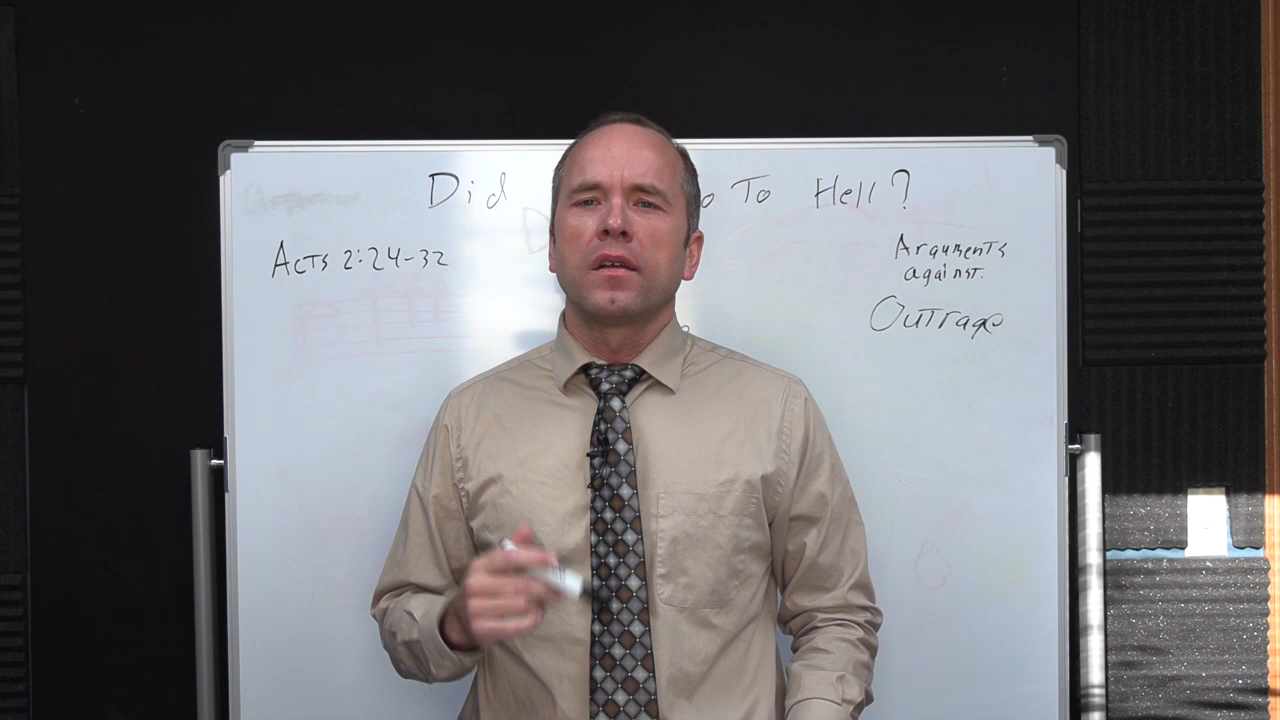 Did o To Hell?
Acts 2:24-32
Arguments
against.
Outrage